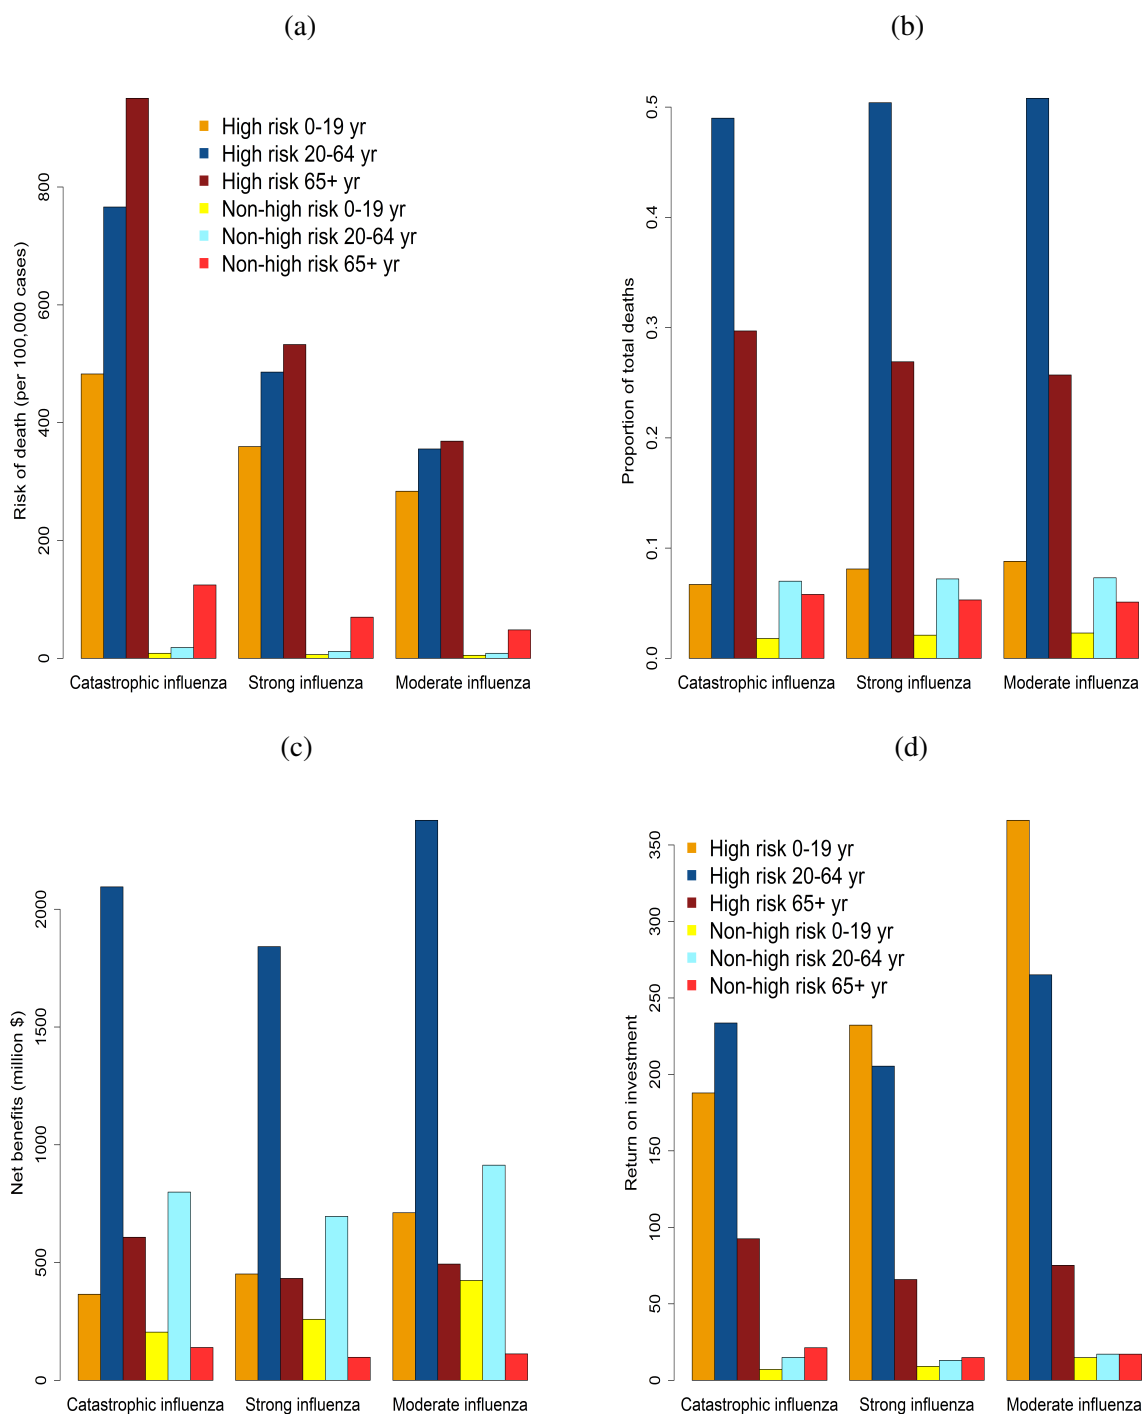 (a)
Risk of death (per 100,000 cases)
800
600
400
200
0
High risk 0-19 yr
High risk 20-64 yr
High risk 65+ yr
Non-high risk 0-19 yr
Non-high risk 20-64 yr
Non-high risk 65+ yr
Catastrophic influenza
Strong influenza
Moderate influenza
(b)
Proportion of total deaths
0.5
0.4
0.3
0.2
0.1
0.0
Catastrophic influenza
Strong influenza
Moderate influenza
(c)
Net benefits (million $)
2000
1500
1000
500
0
Catastrophic influenza
Strong influenza
Moderate influenza
(d)
Return on investment
350
300
250
200
150
100
50
0
High risk 0-19 yr
High risk 20-64 yr
High risk 65+ yr
Non-high risk 0-19 yr
Non-high risk 20-64 yr
Non-high risk 65+ yr
Catastrophic influenza
Strong influenza
Moderate influenza